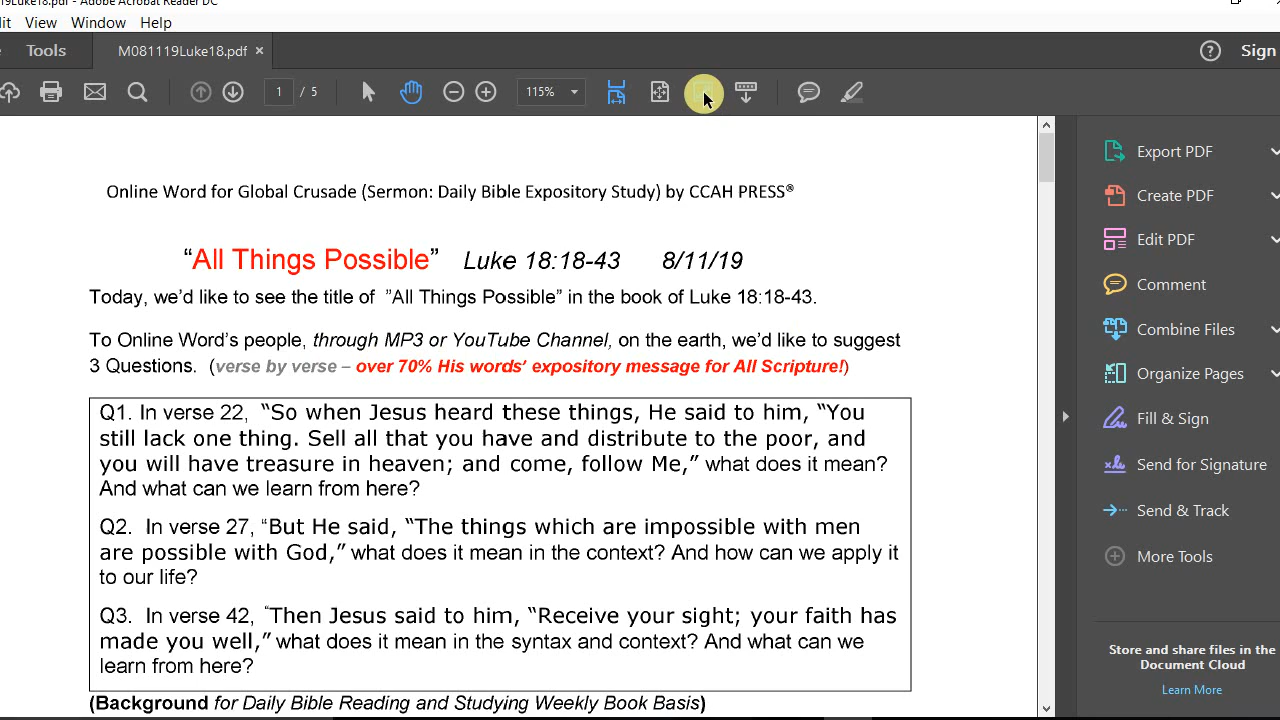 19Luke18.pdf - Adobe Acrobat Reader DC
it View Window Help
Tools M081119Luke18.pdf × ? Sign
1 / 5 115%
Online Word for Global Crusade (Sermon: Daily Bible Expository Study) by CCAH PRESS®
“All Things Possible” Luke 18:18-43 8/11/19
Today, we’d like to see the title of ”All Things Possible” in the book of Luke 18:18-43.
To Online Word’s people, through MP3 or YouTube Channel, on the earth, we’d like to suggest
3 Questions. (verse by verse – over 70% His words’ expository message for All Scripture!)
Q1. In verse 22, “So when Jesus heard these things, He said to him, “You
still lack one thing. Sell all that you have and distribute to the poor, and
you will have treasure in heaven; and come, follow Me,” what does it mean?
And what can we learn from here?
Q2. In verse 27, “But He said, “The things which are impossible with men
are possible with God,” what does it mean in the context? And how can we apply it
to our life?
Q3. In verse 42, “Then Jesus said to him, “Receive your sight; your faith has
made you well,” what does it mean in the syntax and context? And what can we
learn from here?
(Background for Daily Bible Reading and Studying Weekly Book Basis)
Export PDF
Create PDF
Edit PDF
Comment
Combine Files
Organize Pages
Fill & Sign
Send for Signature
Send & Track
More Tools
Store and share files in the
Document Cloud
Learn More